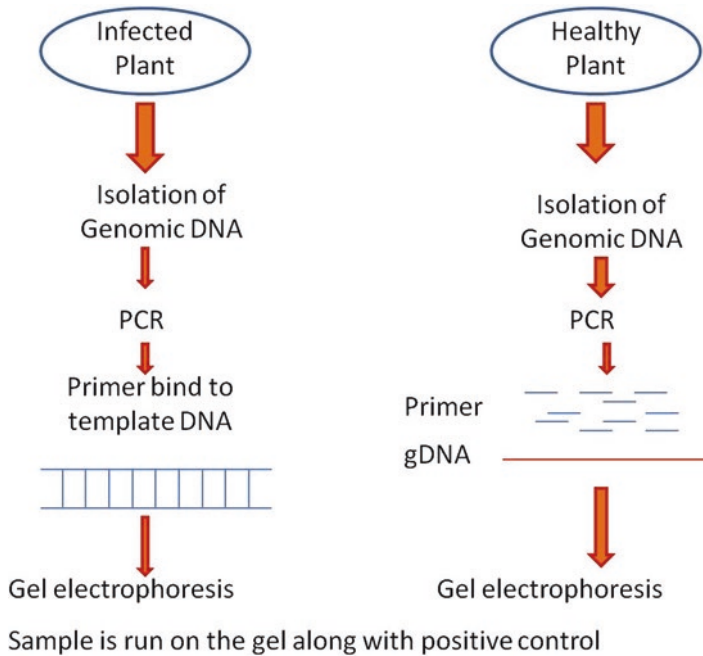 Infected
Plant
Isolation of
Genomic DNA
PCR
Primer bind to
template DNA
Gel electrophoresis
Healthy
Plant
Isolation of
Genomic DNA
PCR
Primer
gDNA
Gel electrophoresis
Sample is run on the gel along with positive control